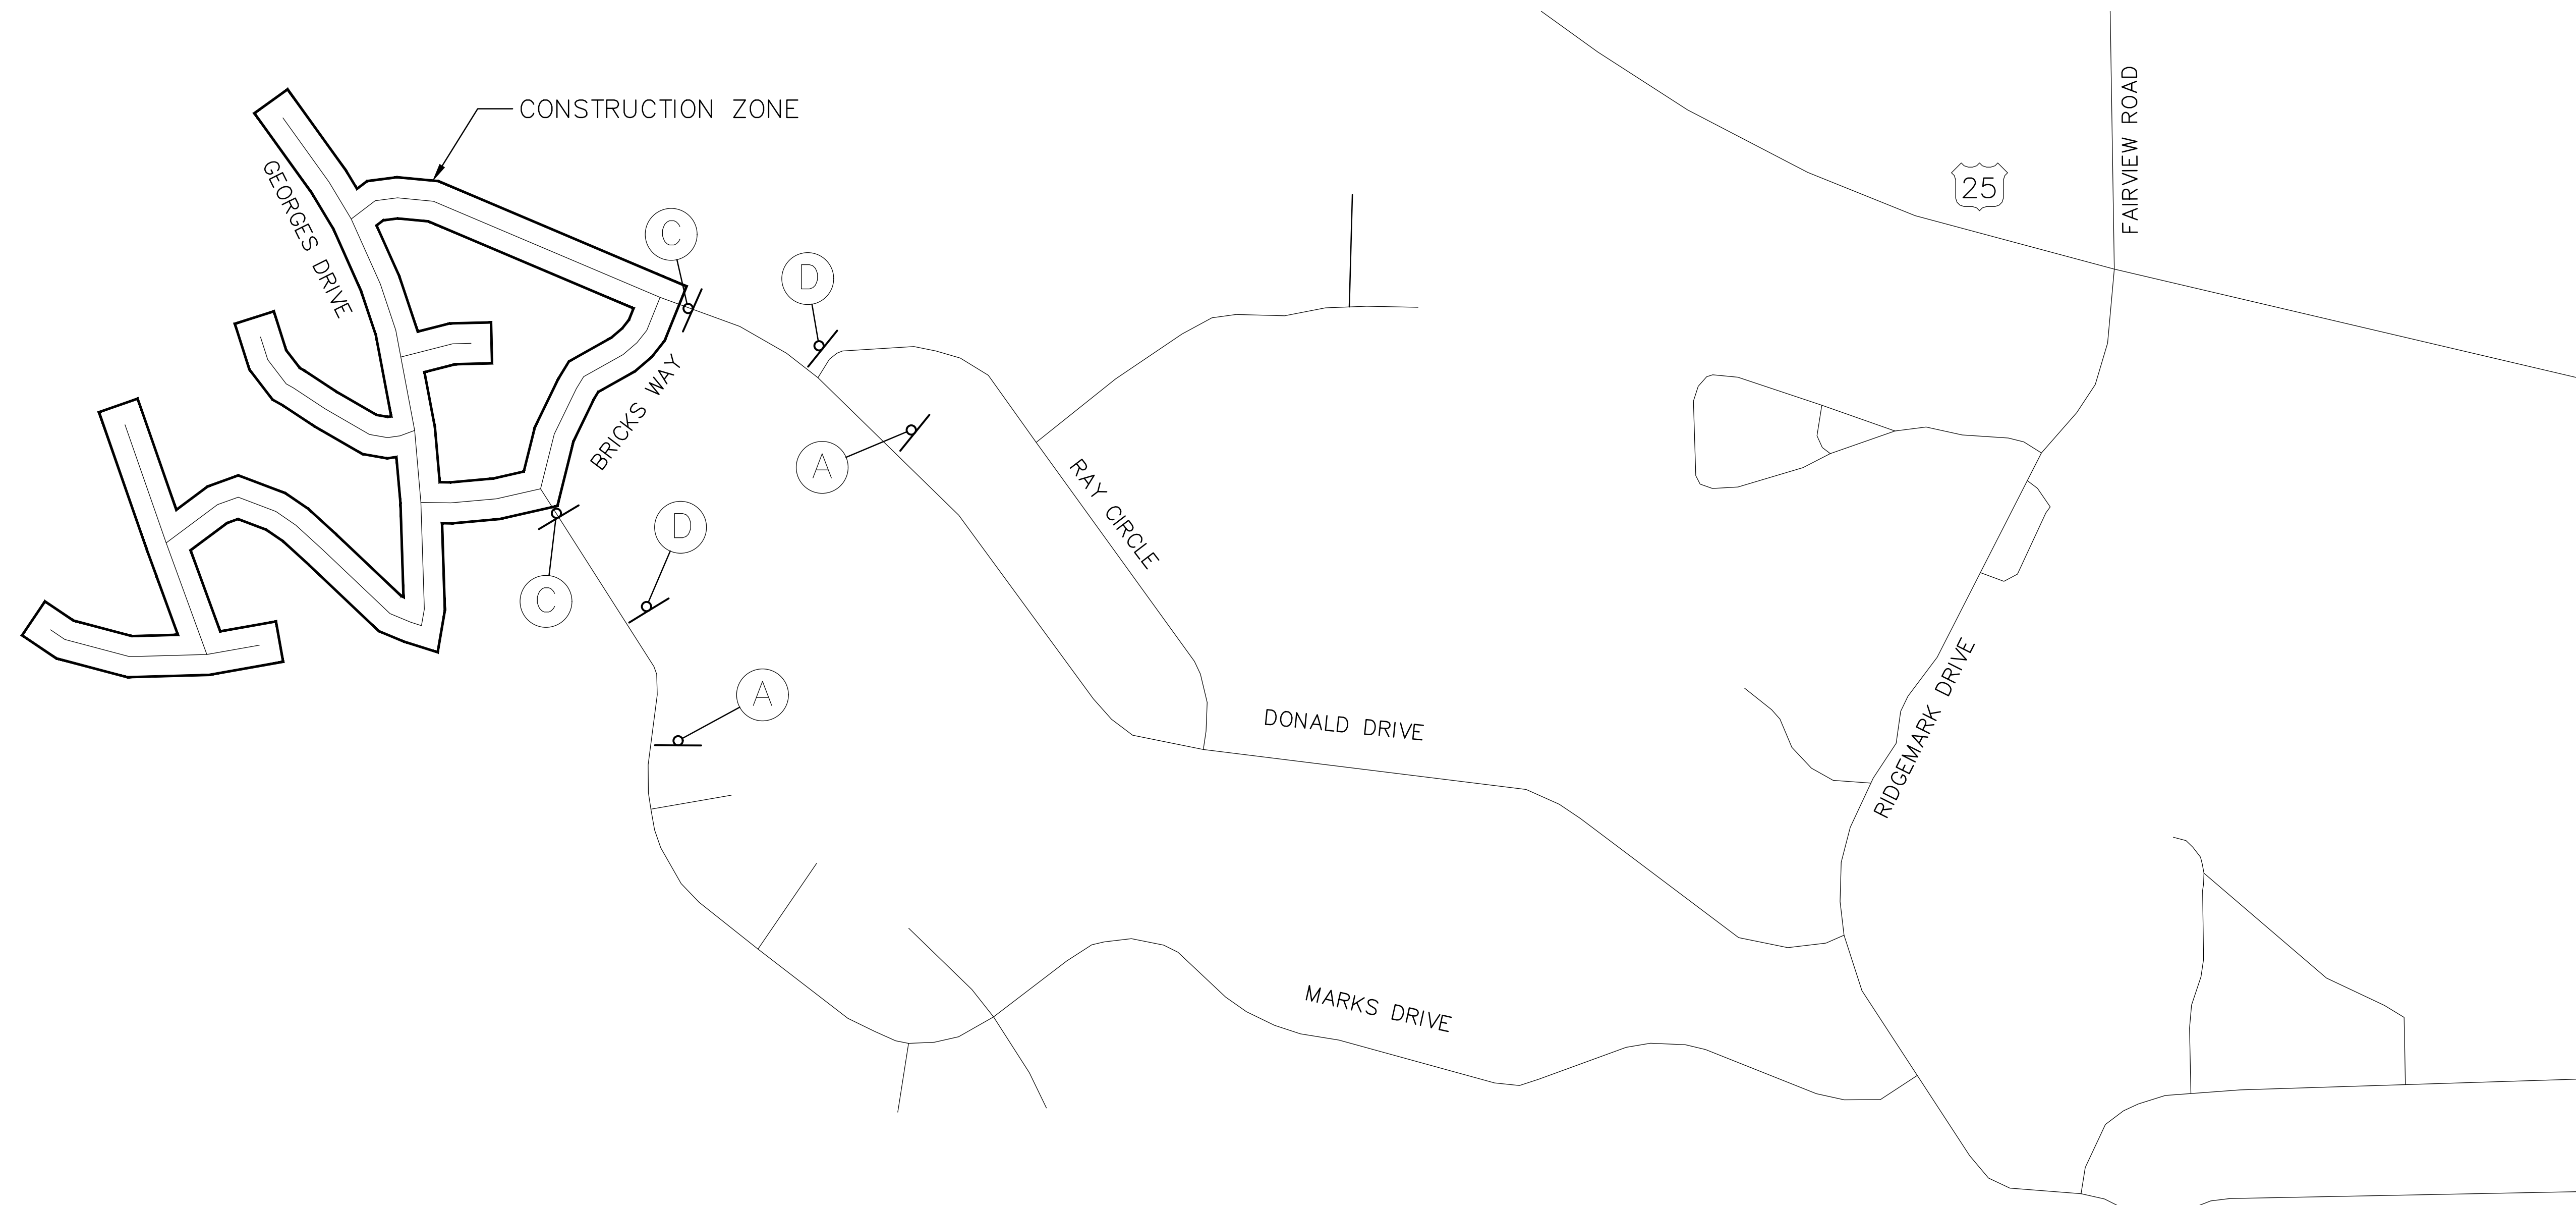 FAIRVIEW ROAD
CONSTRUCTION ZONE
25
GEORGES DRIVE
C
D
BRICKS WAY
A
D
RAY CIRCLE
C
A
DONALD DRIVE
RIDGEMARK DRIVE
MARKS DRIVE